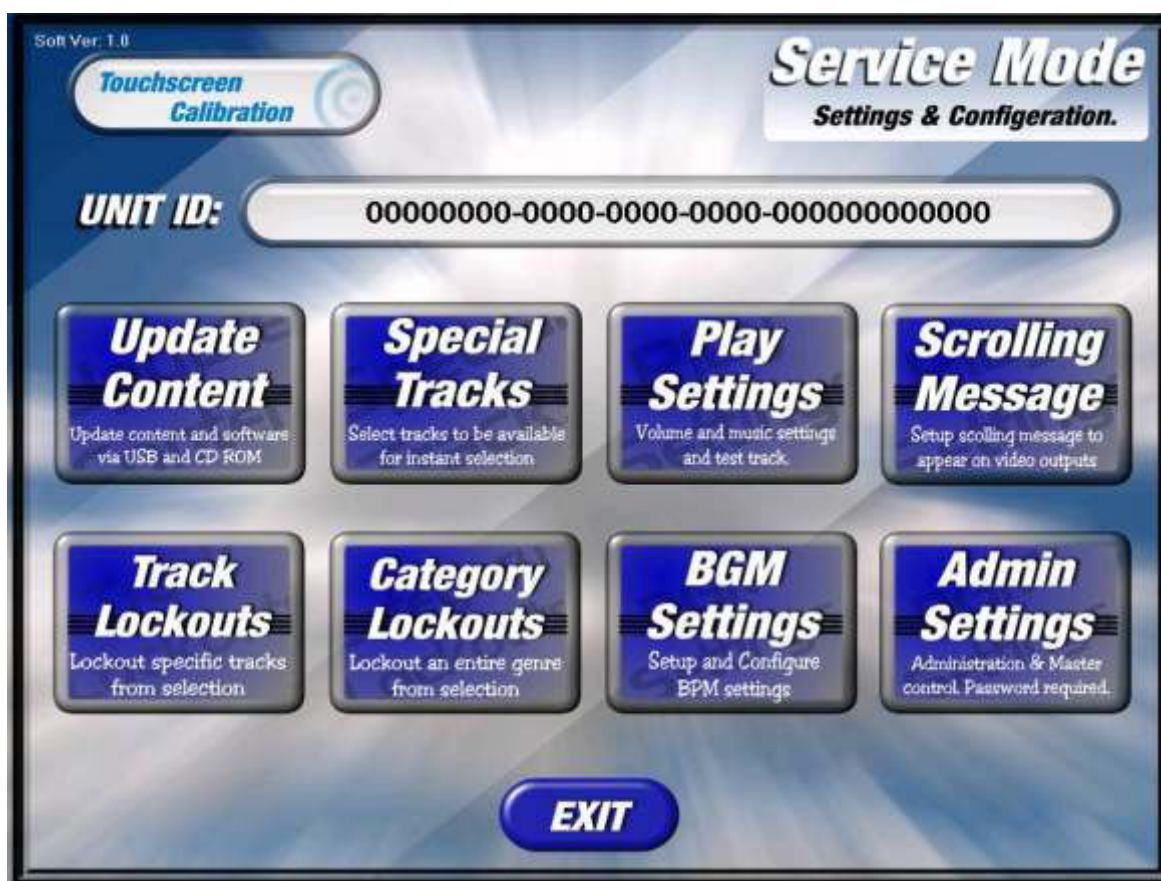 Soft Ver: 1.0
Touchscreen
Calibration
Service Mode
Settings & Configeration.
UNIT ID:
00000000-0000-0000-0000-000000000000
Update
Content
Update content and software
via USB and CD ROM
Special
Tracks
Select tracks to be available
for instant selection
Play
Settings
Volume and music settings
and test track.
Scrolling
Message
Setup scolling message to
appear on video outputs
Track
Lockouts
Lockout specific tracks
from selection
Category
Lockouts
Lockout an entire genre
from selection
BGM
Settings
Setup and Configure
BPM settings
Admin
Settings
Administration & Master
control. Password required.
EXIT